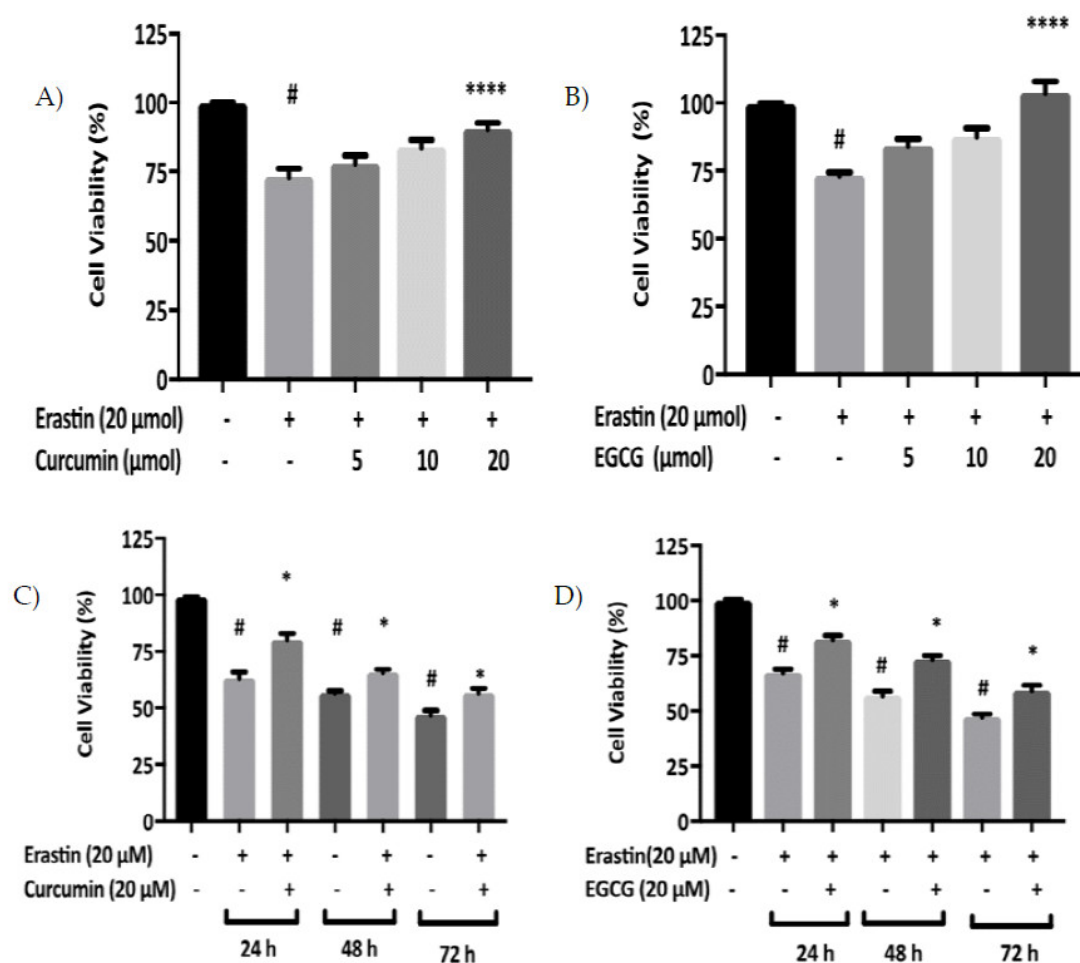 A)
Cell Viability (%)
125
100
75
50
25
0
#
****
Erastin (20 μmol) - + + + +
Curcumin (μmol) - - 5 10 20
B)
Cell Viability (%)
125
100
75
50
25
0
#
****
Erastin (20 μmol) - + + + +
EGCG (μmol) - - 5 10 20
C)
Cell Viability (%)
125
100
75
50
25
0
# * # * # *
Erastin (20 μM) - + + - + - +
Curcumin (20 μM) - - + - + - +
24 h 48 h 72 h
D)
Cell Viability (%)
125
100
75
50
25
0
# * # * # *
Erastin(20 μM) - + + + + + +
EGCG (20 μM) - - + - + - +
24 h 48 h 72 h